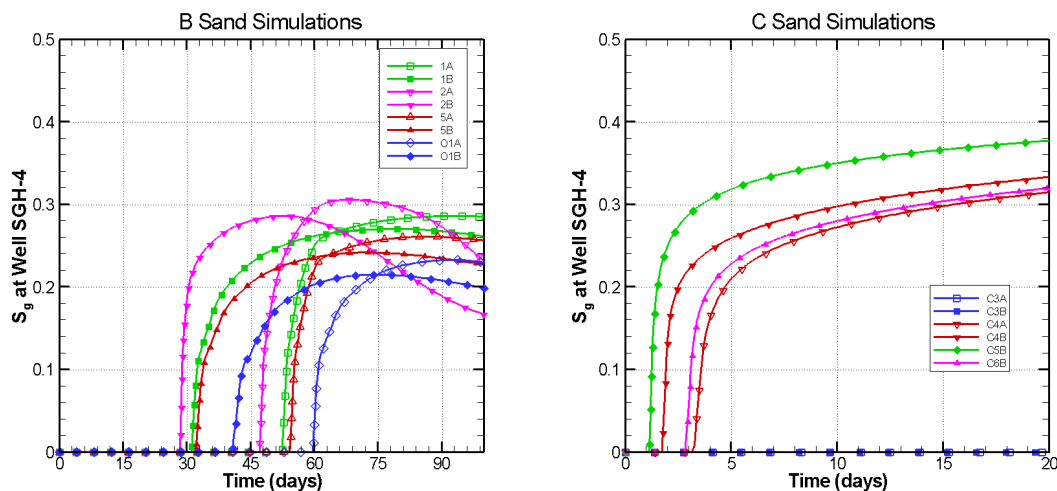 B Sand Simulations
S_g at Well SGH-4
0.5
0.4
0.3
0.2
0.1
0
0 15 30 45 60 75 90
Time (days)
1A
1B
2A
2B
5A
5B
O1A
O1B
C Sand Simulations
S_g at Well SGH-4
0.5
0.4
0.3
0.2
0.1
0
0 5 10 15 20
Time (days)
C3A
C3B
C4A
C4B
C5B
C6B